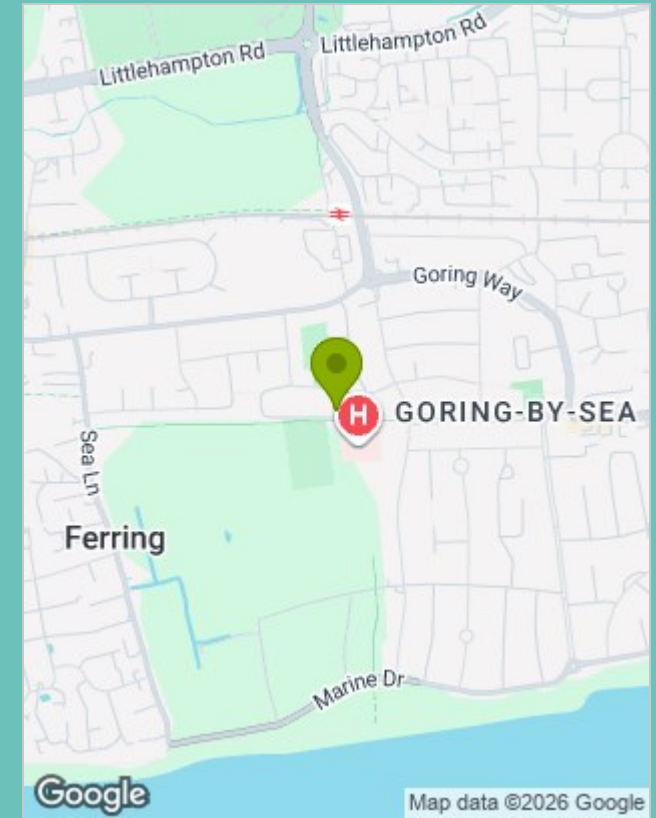 Littlehampton Rd
Littlehampton Rd
Goring Way
H
GORING-BY-SEA
Sea Ln
Ferring
Marine Dr
Google
Map data ©2026 Google